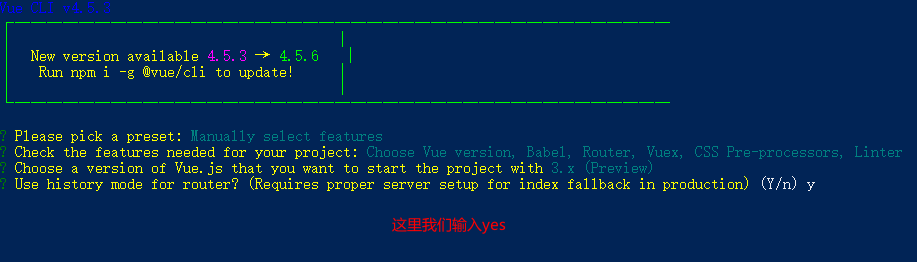 Vue CLI v4.5.3
New version available 4.5.3 → 4.5.6
Run npm i -g @vue/cli to update!
? Please pick a preset: Manually select features
? Check the features needed for your project: Choose Vue version, Babel, Router, Vuex, CSS Pre-processors, Linter
? Choose a version of Vue.js that you want to start the project with 3.x (Preview)
? Use history mode for router? (Requires proper server setup for index fallback in production) (Y/n) y
这里我们输入yes